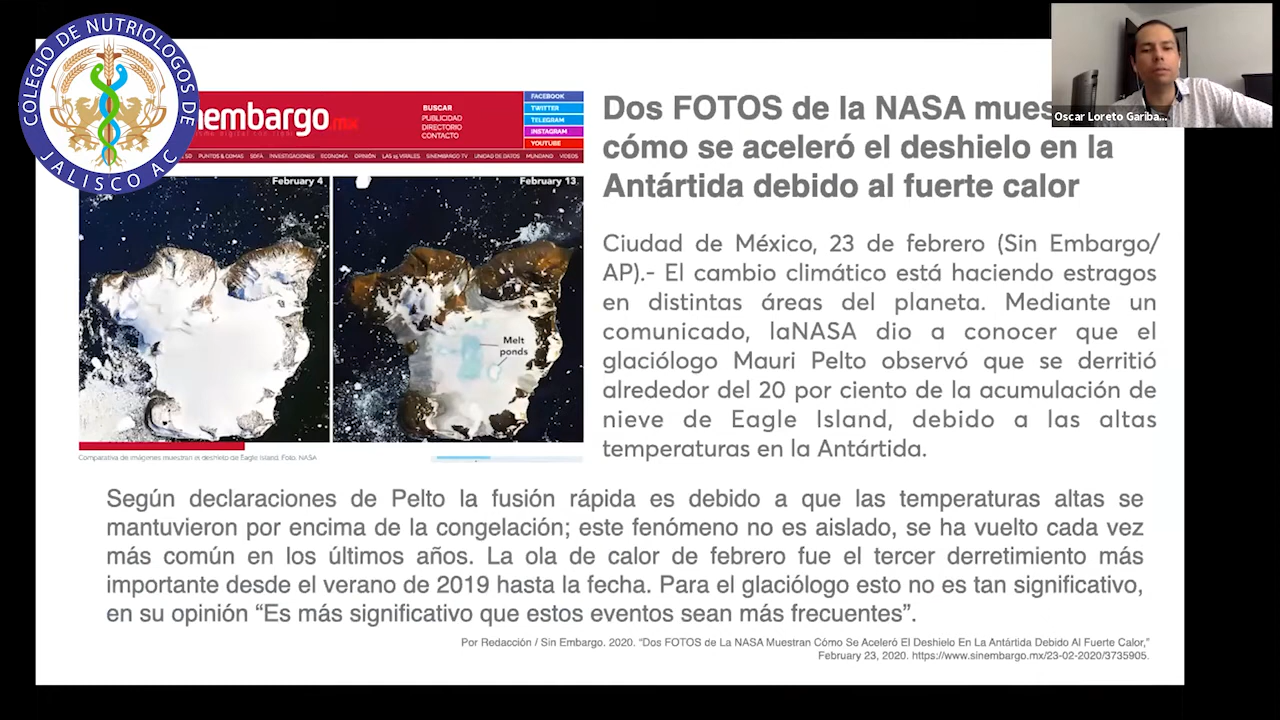 COLEGIO DE NUTRIOLOGOS DE
JALISCO AC
nembargo.mx
BUSCAR
PUBLICIDAD
DIRECTORIO
CONTACTO
FACEBOOK
TWITTER
TELEGRAM
INSTAGRAM
YOUTUBE
PUNTS & COMAS SOFÁ INVESTIGACIONES ECONOMÍA OPINIÓN LAS 25 VIRALES SINEMBARGO TV UNIDAD DE DATOS MUNDANO VIDEOS
February 4
February 13
Melt
ponds
Comparativa de imágenes muestran el deshielo de Eagle Island. Foto: NASA
Oscar Loreto Gariba...
Dos FOTOS de la NASA mues
cómo se aceleró el deshielo en la
Antártida debido al fuerte calor
Ciudad de México, 23 de febrero (Sin Embargo/
AP).- El cambio climático está haciendo estragos
en distintas áreas del planeta. Mediante un
comunicado, laNASA dio a conocer que el
glaciólogo Mauri Pelto observó que se derritió
alrededor del 20 por ciento de la acumulación de
nieve de Eagle Island, debido a las altas
temperaturas en la Antártida.
Según declaraciones de Pelto la fusión rápida es debido a que las temperaturas altas se
mantuvieron por encima de la congelación; este fenómeno no es aislado, se ha vuelto cada vez
más común en los últimos años. La ola de calor de febrero fue el tercer derretimiento más
importante desde el verano de 2019 hasta la fecha. Para el glaciólogo esto no es tan significativo,
en su opinión “Es más significativo que estos eventos sean más frecuentes”.
Por Redacción / Sin Embargo. 2020. “Dos FOTOS de La NASA Muestran Cómo Se Aceleró El Deshielo En La Antártida Debido Al Fuerte Calor,”
February 23, 2020. https://www.sinembargo.mx/23-02-2020/3735905.